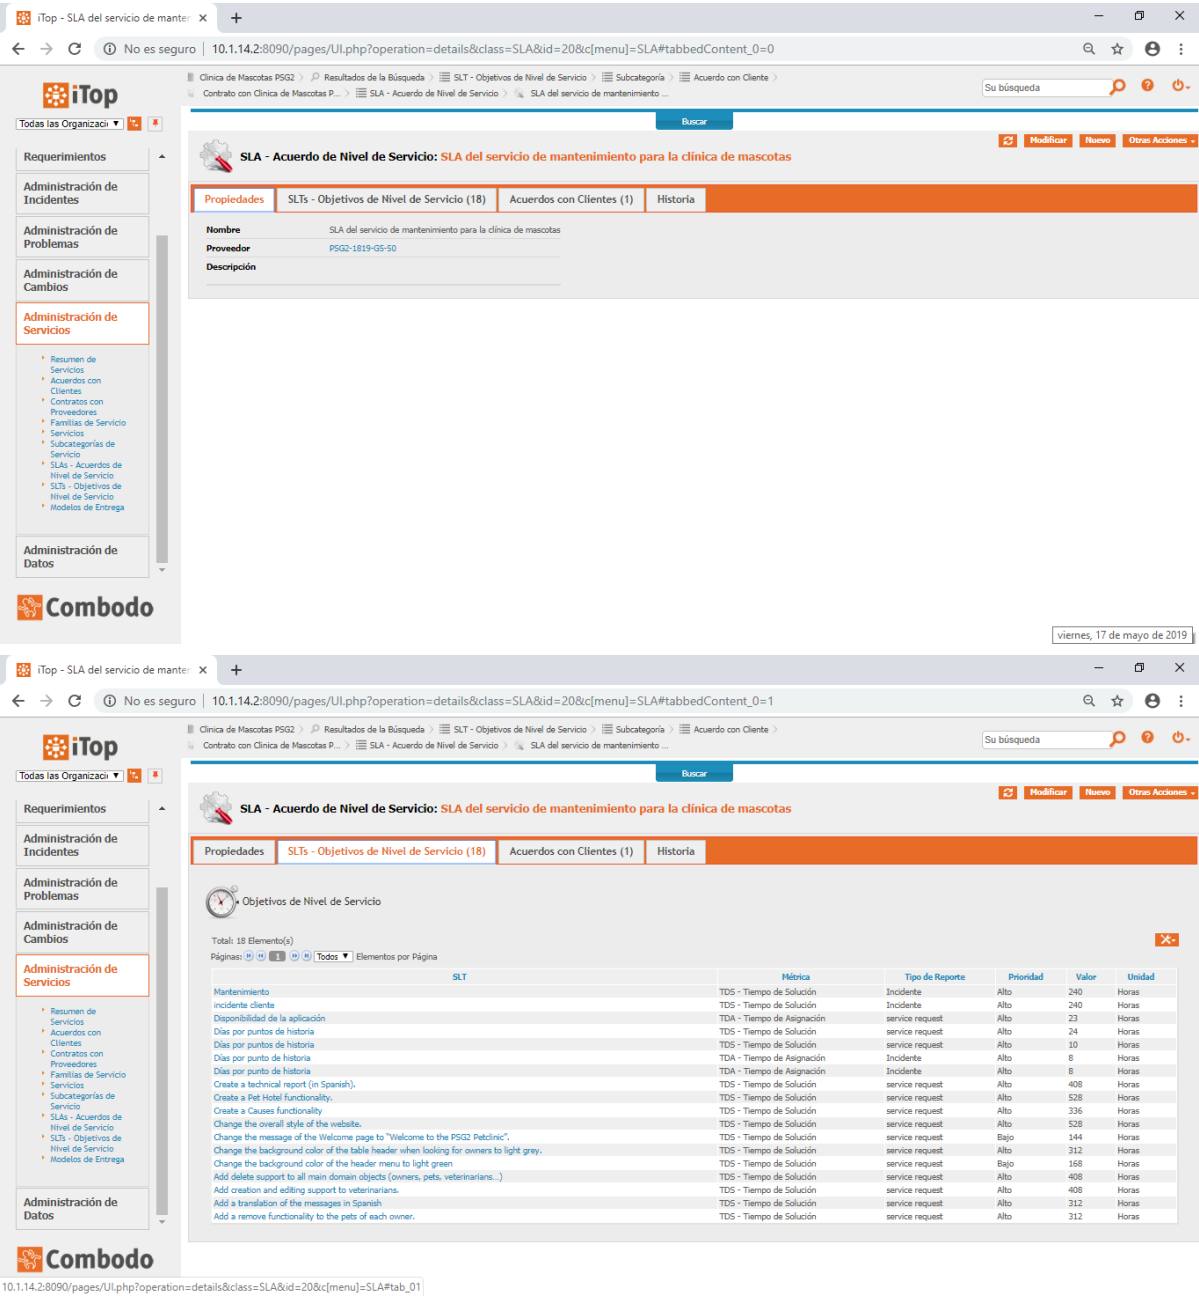 iTop - SLA del servicio de manten
No es seguro | 10.1.14.2:8090/pages/UI.php?operation=details&class=SLA&id=20&c[menu]=SLA#tabbedContent_0=0
Clinica de Mascotas PSG2 > Resultados de la Búsqueda > SLT - Objetivos de Nivel de Servicio > Subcategoría > Acuerdo con Cliente >
Contrato con Clinica de Mascotas P... > SLA - Acuerdo de Nivel de Servicio > SLA del servicio de mantenimiento ...
Su búsqueda
iTop
Todas las Organizaci
Buscar
Modificar Nuevo Otras Acciones
SLA - Acuerdo de Nivel de Servicio: SLA del servicio de mantenimiento para la clínica de mascotas
Propiedades SLTs - Objetivos de Nivel de Servicio (18) Acuerdos con Clientes (1) Historia
Nombre SLA del servicio de mantenimiento para la clínica de mascotas
Proveedor PSG2-1819-G5-50
Descripción
Requerimientos
Administración de
Incidentes
Administración de
Problemas
Administración de
Cambios
Administración de
Servicios
Resumen de
Servicios
Acuerdos con
Clientes
Contratos con
Proveedores
Familias de Servicio
Servicios
Subcategorías de
Servicio
SLAs - Acuerdos de
Nivel de Servicio
SLTs - Objetivos de
Nivel de Servicio
Modelos de Entrega
Administración de
Datos
Combodo
viernes, 17 de mayo de 2019
iTop - SLA del servicio de manten
No es seguro | 10.1.14.2:8090/pages/UI.php?operation=details&class=SLA&id=20&c[menu]=SLA#tabbedContent_0=1
Clinica de Mascotas PSG2 > Resultados de la Búsqueda > SLT - Objetivos de Nivel de Servicio > Subcategoría > Acuerdo con Cliente >
Contrato con Clinica de Mascotas P... > SLA - Acuerdo de Nivel de Servicio > SLA del servicio de mantenimiento ...
Su búsqueda
iTop
Todas las Organizaci
Buscar
Modificar Nuevo Otras Acciones
SLA - Acuerdo de Nivel de Servicio: SLA del servicio de mantenimiento para la clínica de mascotas
Propiedades SLTs - Objetivos de Nivel de Servicio (18) Acuerdos con Clientes (1) Historia
Objetivos de Nivel de Servicio
Total: 18 Elemento(s)
Páginas: 1 Todos Elementos por Página
SLT Métrica Tipo de Reporte Prioridad Valor Unidad
Mantenimiento TDS - Tiempo de Solución Incidente Alto 240 Horas
incidente cliente TDS - Tiempo de Solución Incidente Alto 240 Horas
Disponibilidad de la aplicación TDA - Tiempo de Asignación service request Alto 23 Horas
Días por puntos de historia TDS - Tiempo de Solución service request Alto 24 Horas
Días por puntos de historia TDS - Tiempo de Solución service request Alto 10 Horas
Días por punto de historia TDA - Tiempo de Asignación Incidente Alto 8 Horas
Días por punto de historia TDA - Tiempo de Asignación Incidente Alto 8 Horas
Create a technical report (in Spanish). TDS - Tiempo de Solución service request Alto 408 Horas
Create a Pet Hotel functionality. TDS - Tiempo de Solución service request Alto 528 Horas
Create a Causes functionality TDS - Tiempo de Solución service request Alto 336 Horas
Change the overall style of the website. TDS - Tiempo de Solución service request Alto 528 Horas
Change the message of the Welcome page to "Welcome to the PSG2 Petclinic". TDS - Tiempo de Solución service request Bajo 144 Horas
Change the background color of the table header when looking for owners to light grey. TDS - Tiempo de Solución service request Alto 312 Horas
Change the background color of the header menu to light green TDS - Tiempo de Solución service request Bajo 168 Horas
Add delete support to all main domain objects (owners, pets, veterinarians...) TDS - Tiempo de Solución service request Alto 408 Horas
Add creation and editing support to veterinarians. TDS - Tiempo de Solución service request Alto 408 Horas
Add a translation of the messages in Spanish TDS - Tiempo de Solución service request Alto 312 Horas
Add a remove functionality to the pets of each owner. TDS - Tiempo de Solución service request Alto 312 Horas
Requerimientos
Administración de
Incidentes
Administración de
Problemas
Administración de
Cambios
Administración de
Servicios
Resumen de
Servicios
Acuerdos con
Clientes
Contratos con
Proveedores
Familias de Servicio
Servicios
Subcategorías de
Servicio
SLAs - Acuerdos de
Nivel de Servicio
SLTs - Objetivos de
Nivel de Servicio
Modelos de Entrega
Administración de
Datos
Combodo
10.1.14.2:8090/pages/UI.php?operation=details&class=SLA&id=20&c[menu]=SLA#tab_01